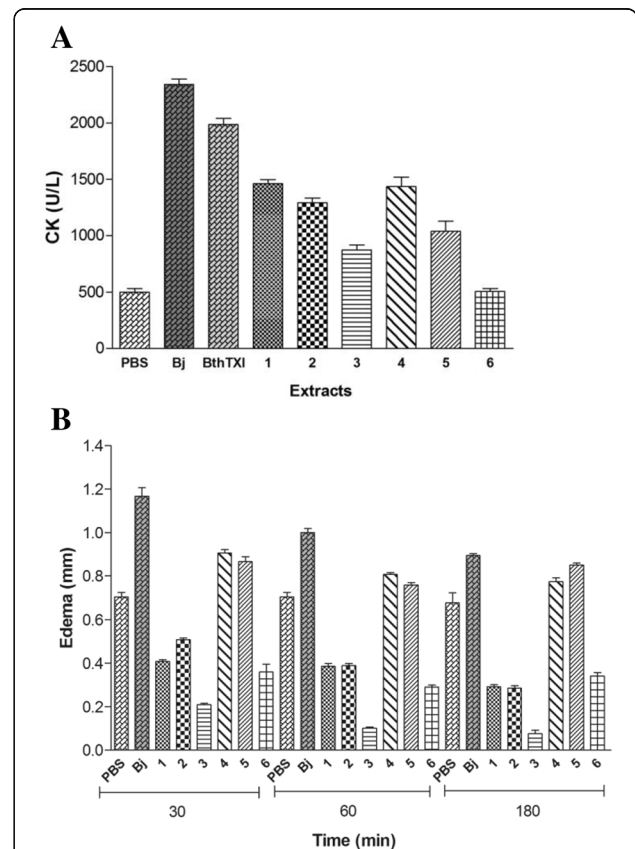 A
2500
2000
1500
1000
500
0
CK (U/L)
PBS Bj BthTXI 1 2 3 4 5 6
Extracts
B
1.4
1.2
1.0
0.8
0.6
0.4
0.2
0.0
Edema (mm)
PBS Bj 1 2 3 4 5 6 PBS Bj 1 2 3 4 5 6 PBS Bj 1 2 3 4 5 6
30 60 180
Time (min)